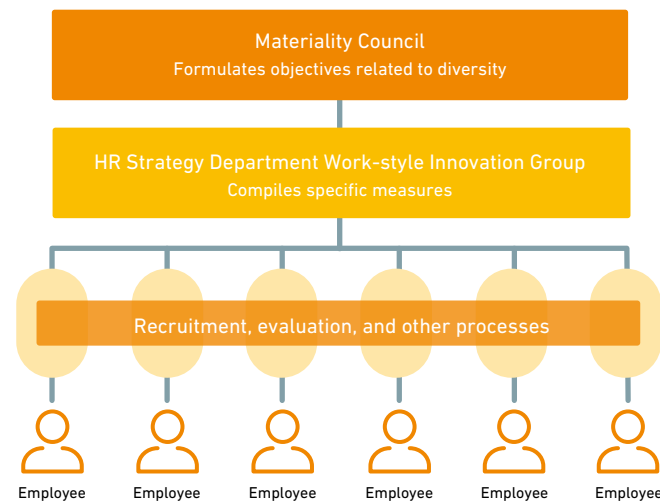 Materiality Council
Formulates objectives related to diversity
HR Strategy Department Work-style Innovation Group
Compiles specific measures
Recruitment, evaluation, and other processes
Employee Employee Employee Employee Employee Employee